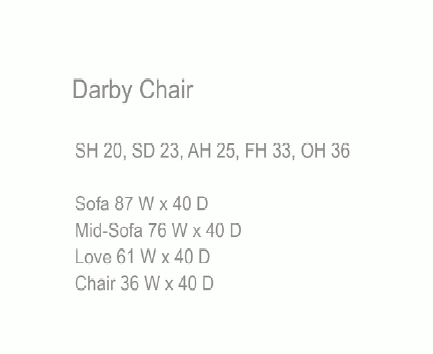 Darby Chair
SH 20, SD 23, AH 25, FH 33, OH 36
Sofa 87 W x 40 D
Mid-Sofa 76 W x 40 D
Love 61 W x 40 D
Chair 36 W x 40 D